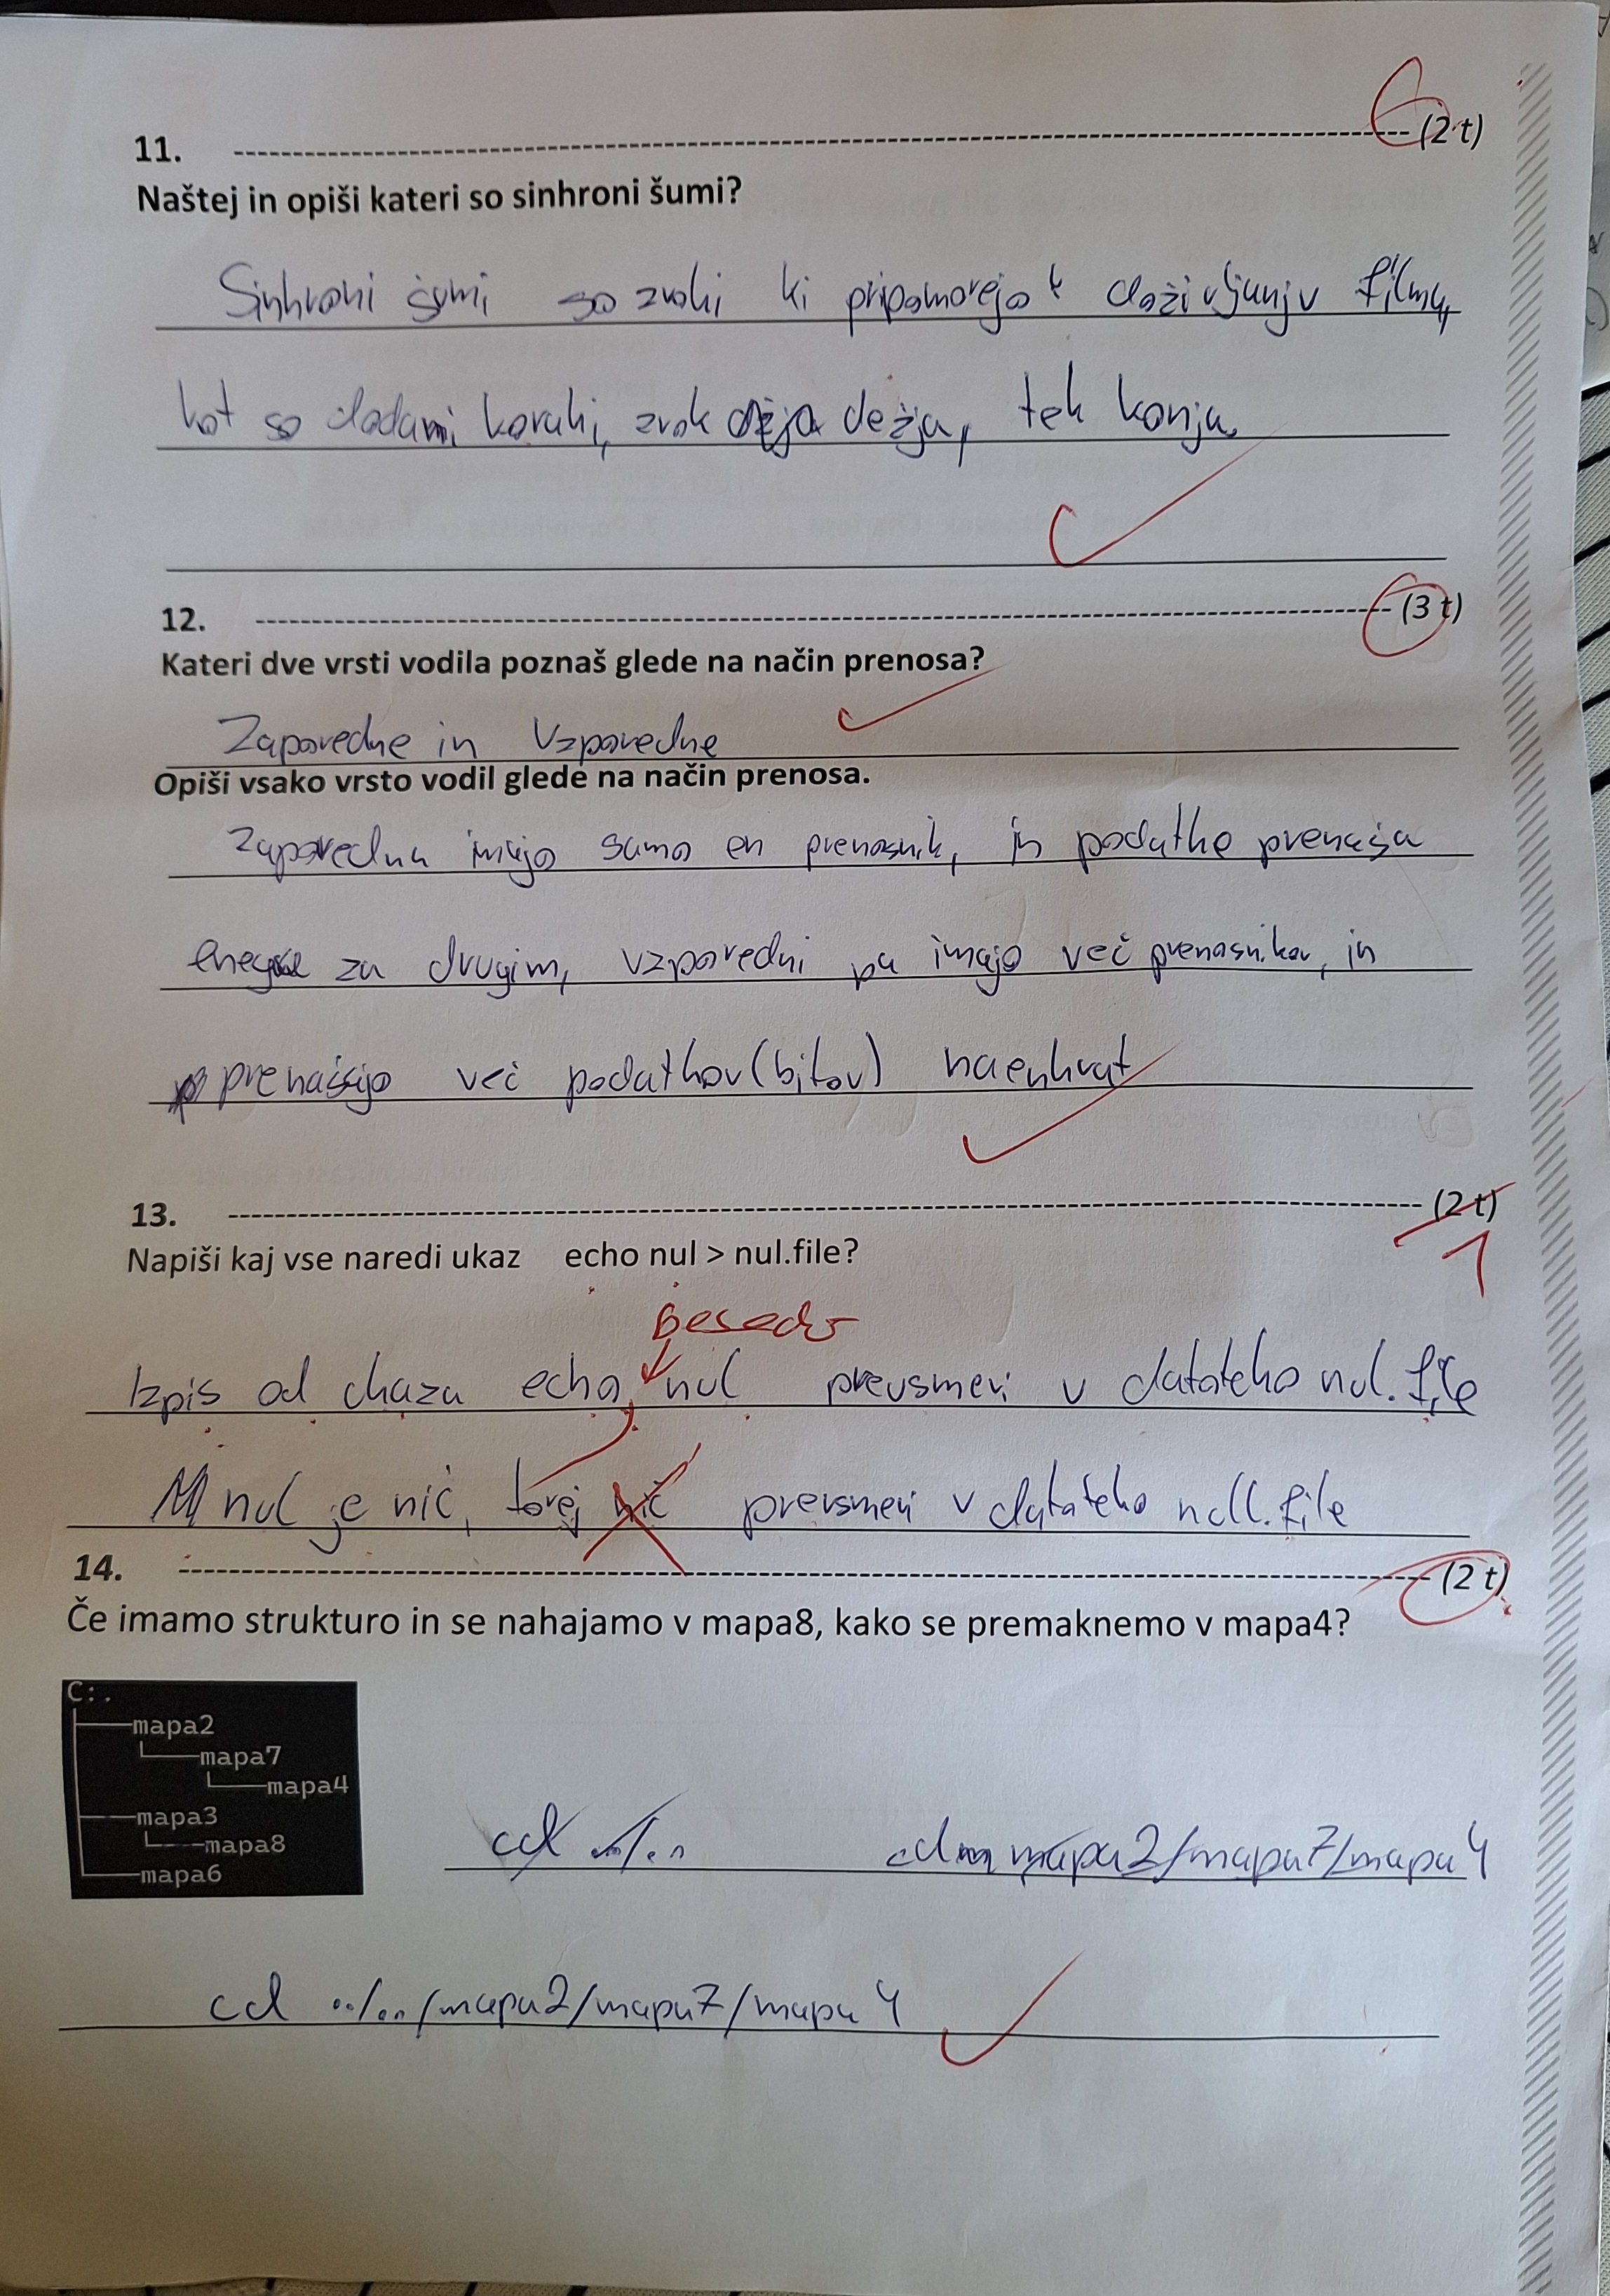 11. (2 t)
Naštej in opiši kateri so sinhroni šumi?
Sinhroni šumi so zvoki ki pripomorejo k doživljanju filma,
kot so dodani koraki, zvok dežja, tek konja.
12. (3 t)
Kateri dve vrsti vodila poznaš glede na način prenosa?
Zaporedne in Vzporedne
Opiši vsako vrsto vodil glede na način prenosa.
Zaporedna imajo samo en prenosnik, in podatke prenaša
enega za drugim, vzporedni pa imajo več prenosnikov, in
prenašajo več podatkov (bitov) naenkrat
13. (2 t)
1
Napiši kaj vse naredi ukaz echo nul > nul.file?
besedo
Izpis od ukaza echo, nul preusmeri v datoteko nul.file
nul je nič, torej nič preusmeri v datoteko null.file
14. (2 t)
Če imamo strukturo in se nahajamo v mapa8, kako se premaknemo v mapa4?
C:.
mapa2
mapa7
mapa4
mapa3
mapa8
mapa6
cd ../.. cd mapa2/mapa7/mapa4
cd ../../mapa2/mapa7/mapa4